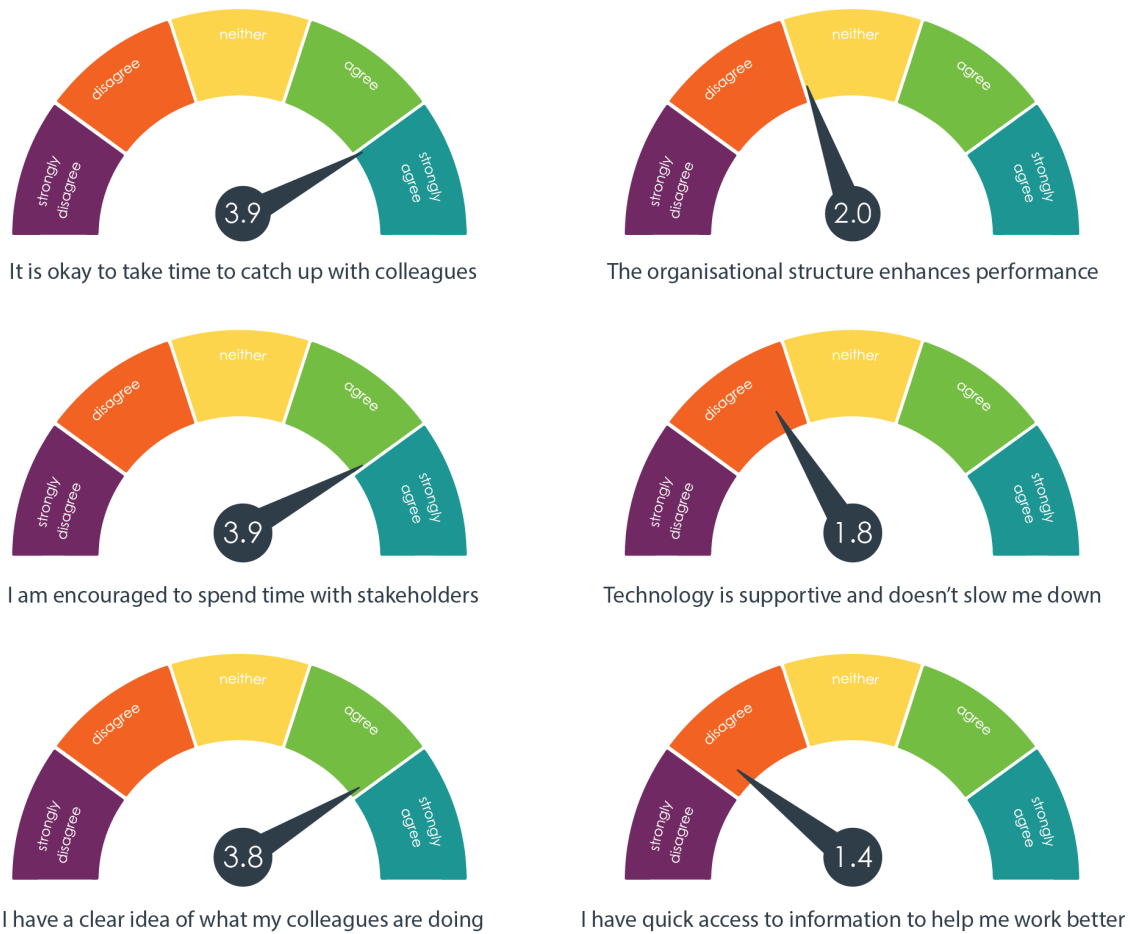 neither
disagree
agree
strongly
disagree
strongly
agree
3.9
It is okay to take time to catch up with colleagues
neither
disagree
agree
strongly
disagree
strongly
agree
2.0
The organisational structure enhances performance
neither
disagree
agree
strongly
disagree
strongly
agree
3.9
I am encouraged to spend time with stakeholders
neither
disagree
agree
strongly
disagree
strongly
agree
1.8
Technology is supportive and doesn’t slow me down
neither
disagree
agree
strongly
disagree
strongly
agree
3.8
I have a clear idea of what my colleagues are doing
neither
disagree
agree
strongly
disagree
strongly
agree
1.4
I have quick access to information to help me work better